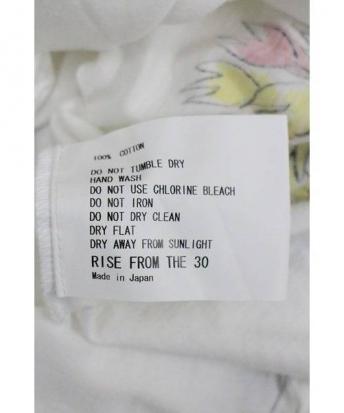 100% COTTON
DO NOT TUMBLE DRY
HAND WASH
DO NOT USE CHLORINE BLEACH
DO NOT IRON
DO NOT DRY CLEAN
DRY FLAT
DRY AWAY FROM SUNLIGHT
RISE FROM THE 30
Made in Japan